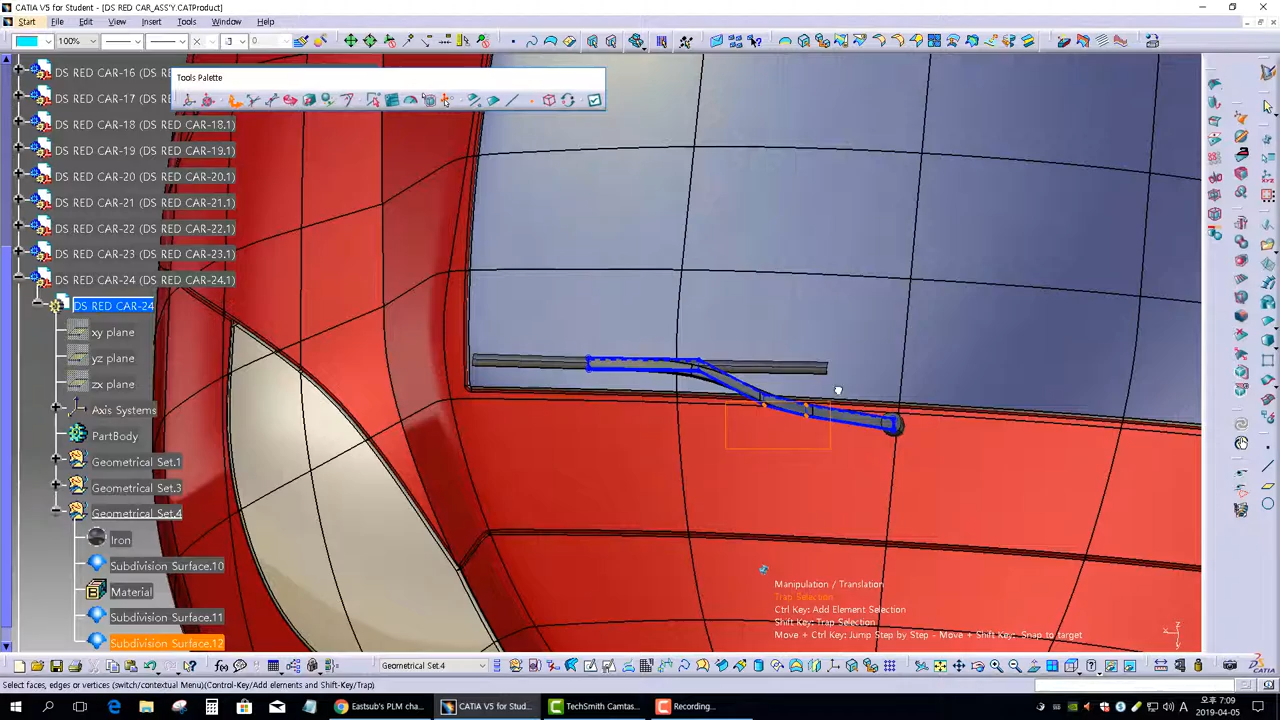 CATIA V5 for Student - [DS RED CAR_ASS'Y.CATProduct]
Start Edit View Insert Tools Window Help
100% 3 0
DS RED CAR-16
Tools Palette
DS RED CAR-17
DS RED CAR-18 (DS RED CAR-18.1)
DS RED CAR-19 (DS RED CAR-19.1)
DS RED CAR-20 (DS RED CAR-20.1)
DS RED CAR-21 (DS RED CAR-21.1)
DS RED CAR-22 (DS RED CAR-22.1)
DS RED CAR-23 (DS RED CAR-23.1)
DS RED CAR-24 (DS RED CAR-24.1)
DS RED CAR-24
xy plane
yz plane
zx plane
Axis Systems
PartBody
Geometrical Set.1
Geometrical Set.3
Geometrical Set.4
Iron
Subdivision Surface.10
Material
Subdivision Surface.11
Subdivision Surface.12
Manipulation / Translation
Trap Selection
Ctrl Key: Add Element Selection
Shift Key: Trap Selection
Move + Ctrl Key: Jump Step by Step - Move + Shift Key: Snap to target
z
x
y
Geometrical Set.4
CATIA
Select faces, edges or vertices (switch/contextual Menu)(Control-Key/Add elements and Shift-Key/Trap)
Eastsub's PLM cha...
CATIA V5 for Stud...
TechSmith Camtas...
Recording...
A
오후 7:09
2019-04-05